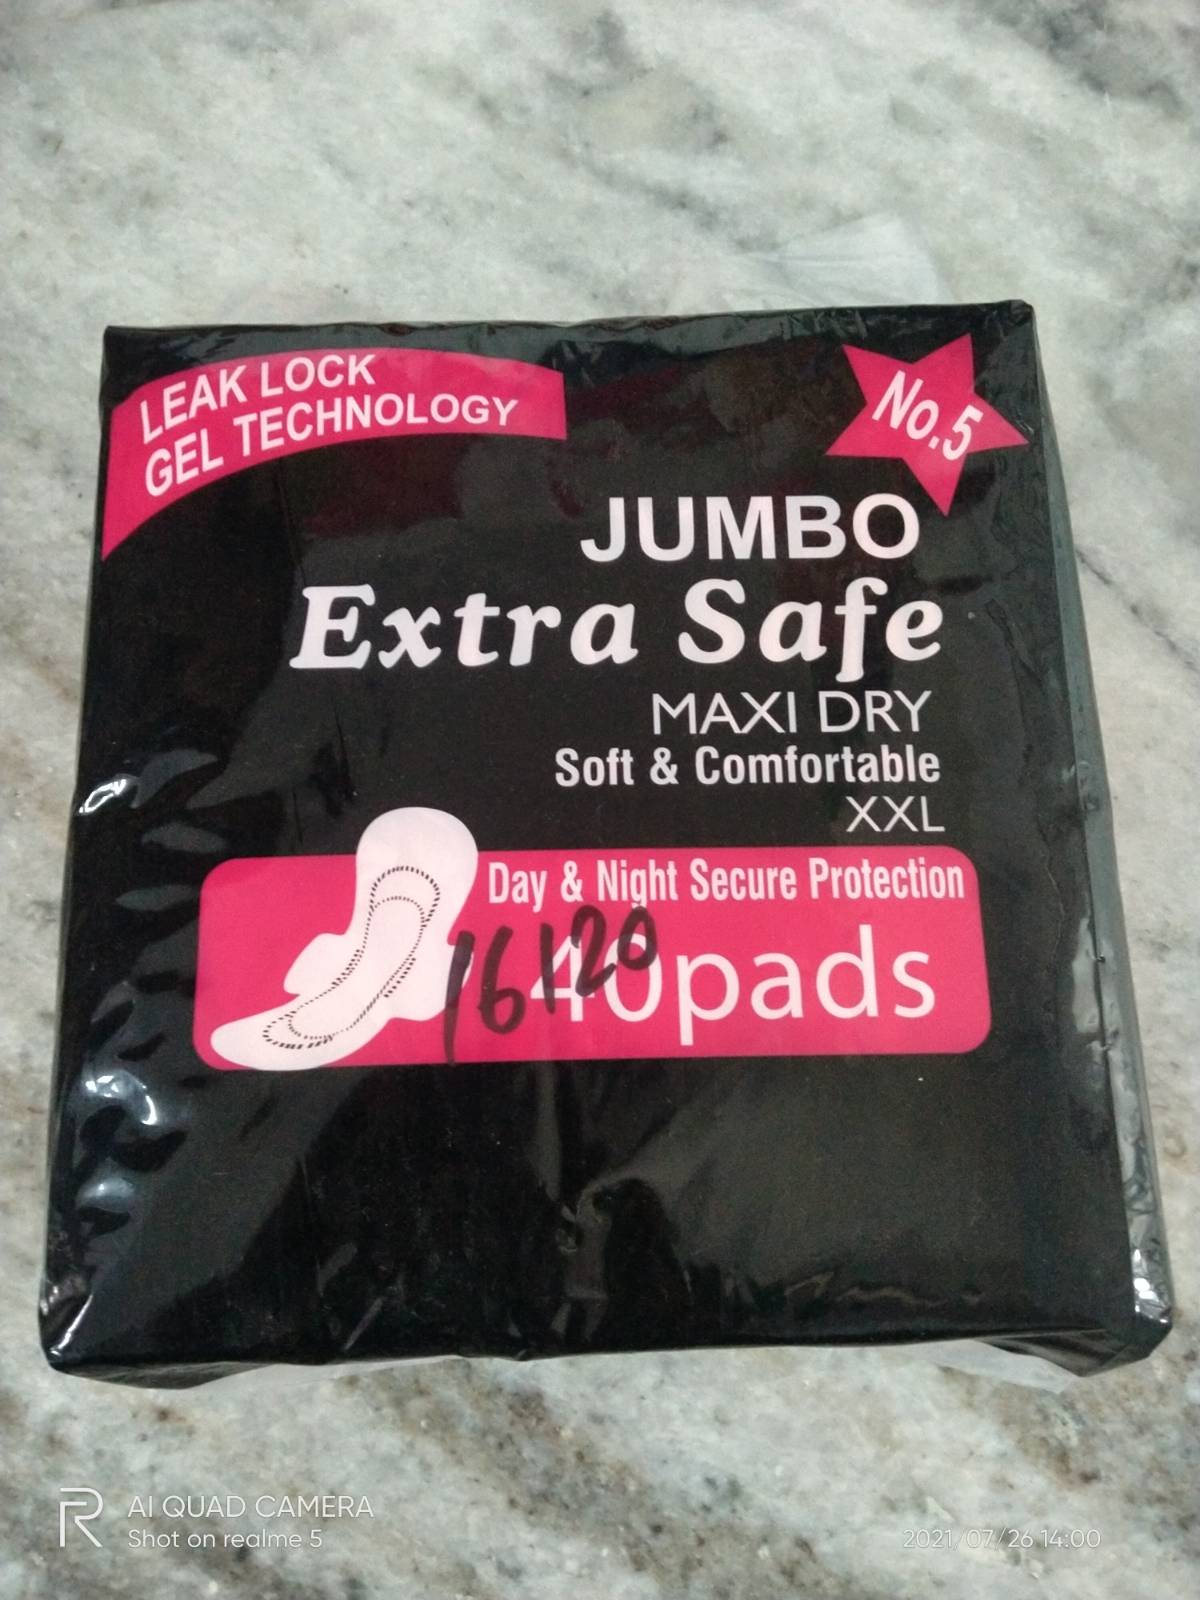 LEAK LOCK
GEL TECHNOLOGY
No.5
JUMBO
Extra Safe
MAXI DRY
Soft & Comfortable
XXL
Day & Night Secure Protection
40pads
16120
AI QUAD CAMERA
Shot on realme 5
2021/07/26 14:00